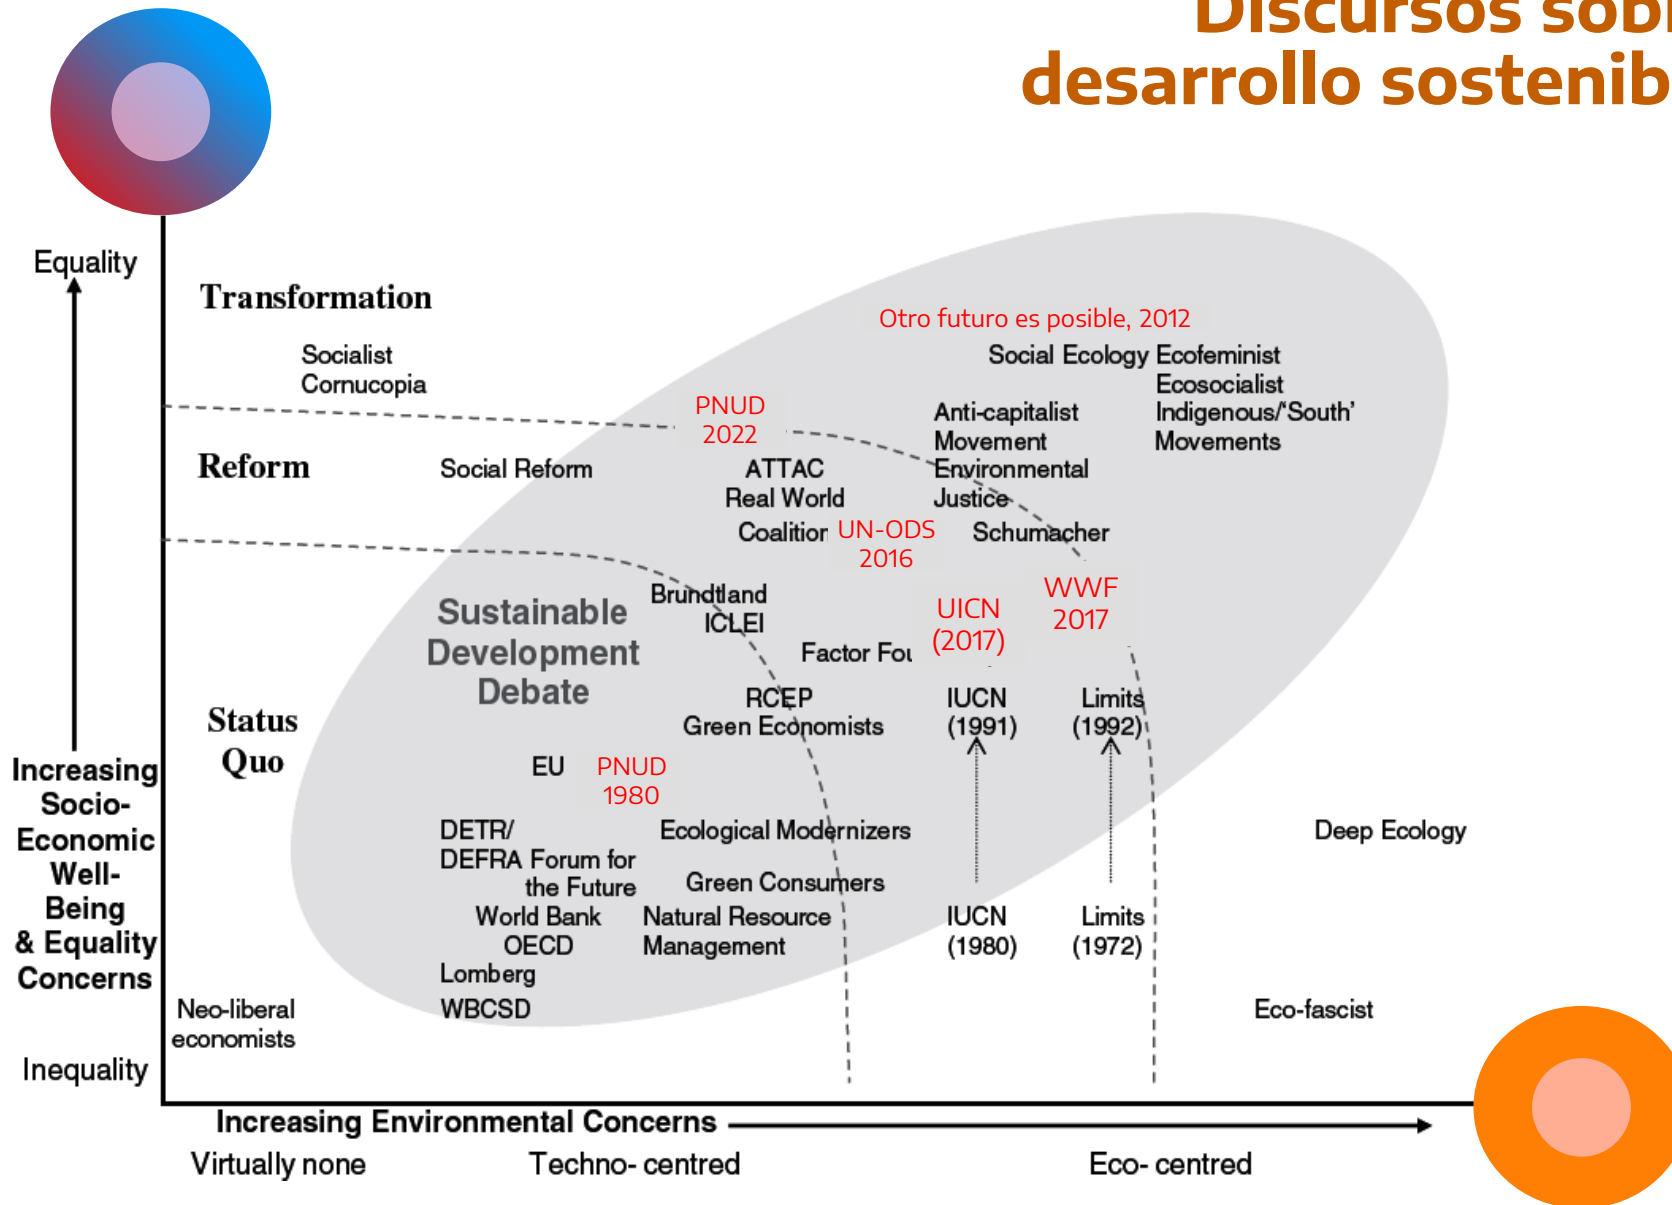 Discursos sob
desarrollo sostenib
Equality
Transformation
Otro futuro es posible, 2012
Socialist
Cornucopia
Social Ecology
Ecofeminist
Ecosocialist
Indigenous/‘South’
Movements
PNUD
2022
Anti-capitalist
Movement
Environmental
Justice
Reform
Social Reform
ATTAC
Real World
Coalition
UN-ODS
2016
Schumacher
Brundtland
ICLEI
Sustainable
Development
Debate
UICN
(2017)
WWF
2017
Factor Fou
RCEP
Green Economists
IUCN
(1991)
Limits
(1992)
Status
Quo
EU
PNUD
1980
Increasing
Socio-
Economic
Well-
Being
& Equality
Concerns
DETR/
DEFRA
Forum for
the Future
Ecological Modernizers
Deep Ecology
Green Consumers
World Bank
OECD
Natural Resource
Management
IUCN
(1980)
Limits
(1972)
Lomberg
WBCSD
Neo-liberal
economists
Eco-fascist
Inequality
Increasing Environmental Concerns
Virtually none
Techno- centred
Eco- centred